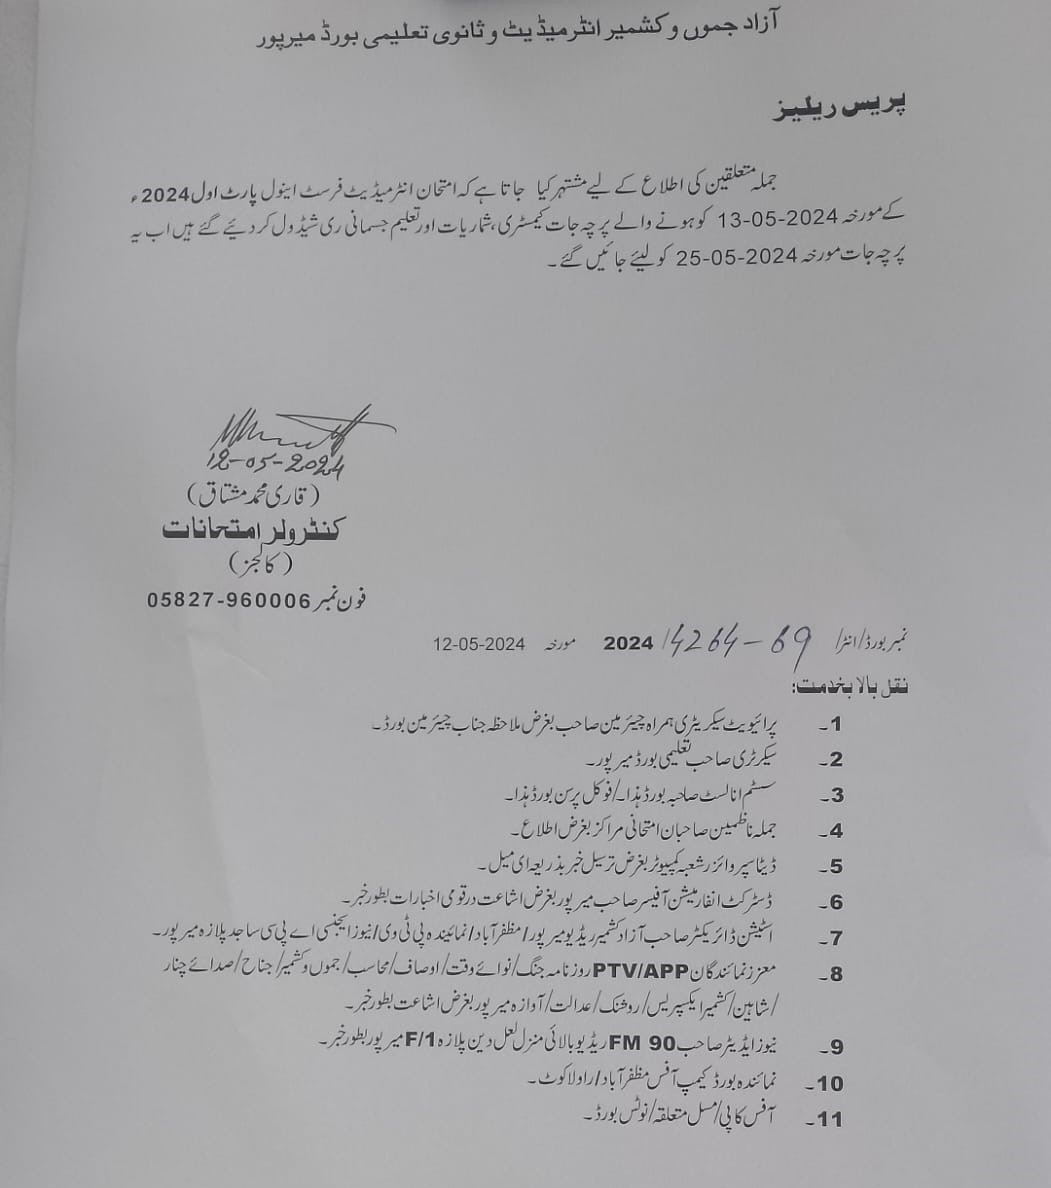 آزاد جموں و کشمیر انٹرمیڈیٹ و ثانوی تعلیمی بورڈ میرپور
پریس ریلیز
جملہ متعلقین کی اطلاع کے لیے مشتہر کیا جاتا ہے کہ امتحان انٹرمیڈیٹ فرسٹ اینول پارٹ اول 2024ء
کے مورخہ 13-05-2024 کو ہونے والے پرچہ جات کیمسٹری، شماریات اور تعلیم جسمانی ری شیڈول کر دیئے گئے ہیں اب یہ
پرچہ جات مورخہ 25-05-2024 کو لیئے جائیں گے۔
12-05-2024
(قاری محمد مشتاق)
کنٹرولر امتحانات
(کالجز)
فون نمبر 05827-960006
نمبر بورڈ/انٹر/ 4264-69/2024 مورخہ 12-05-2024
نقل بالا بخدمت:
1۔ پرائیویٹ سیکریٹری ہمراہ چیئرمین صاحب بغرض ملاحظہ جناب چیئرمین بورڈ۔
2۔ سیکرٹری صاحب تعلیمی بورڈ میرپور۔
3۔ سسٹم انالسٹ صاحبہ بورڈ ہذا۔/فوکل پرسن بورڈ ہذا۔
4۔ جملہ ناظمین صاحبان امتحانی مراکز بغرض اطلاع۔
5۔ ڈیٹا سپروائزر شعبہ کمپیوٹر بغرض ترسیل خبر بذریعہ ای میل۔
6۔ ڈسٹرکٹ انفارمیشن آفیسر صاحب میرپور بغرض اشاعت در قومی اخبارات بطور خبر۔
7۔ اسٹیشن ڈائریکٹر صاحب آزاد کشمیر ریڈیو میرپور/مظفرآباد/نمائیندہ پی ٹی وی/نیوز ایجنسی اے پی سی ساجد پلازہ میرپور۔
8۔ معزز نمائندگان PTV/APP روزنامہ جنگ/نوائے وقت/اوصاف/محاسب/جموں و کشمیر/جناح/صدائے چنار
/شاہین/کشمیر ایکسپریس/روشنک/عدالت/آوازہ میرپور بغرض اشاعت بطور خبر۔
9۔ نیوز ایڈیٹر صاحب FM 90 ریڈیو بالائی منزل لعل دین پلازہ F/1 میرپور بطور خبر۔
10۔ نمائندہ بورڈ کیمپ آفس مظفرآباد/راولاکوٹ۔
11۔ آفس کاپی/مسل متعلقہ/نوٹس بورڈ۔